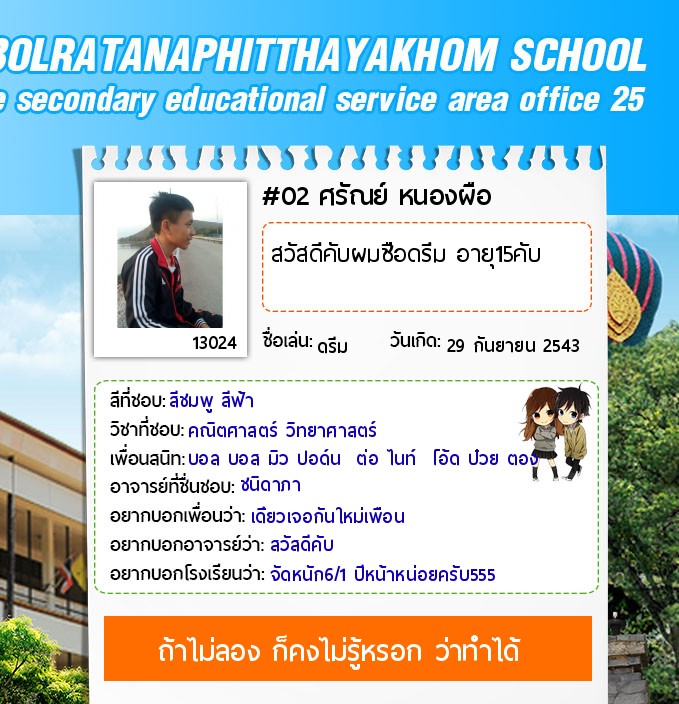 BOLRATANAPHITTHAYAKHOM SCHOOL
e secondary educational service area office 25
#02 ศรัณย์ หนองผือ
สวัสดีคับผมชือดรีม อายุ15คับ
13024
ชื่อเล่น: ดรีม วันเกิด: 29 กันยายน 2543
สีที่ชอบ: สีชมพู สีฟ้า
วิชาที่ชอบ: คณิตศาสตร์ วิทยาศาสตร์
เพื่อนสนิท: บอล บอส มิว ปอด์น ต่อ ไนท์ โอ้ด ป๋วย ตอง
อาจารย์ที่ชื่นชอบ: ชนิดาภา
อยากบอกเพื่อนว่า: เดียวเจอกันใหม่เพือน
อยากบอกอาจารย์ว่า: สวัสดีคับ
อยากบอกโรงเรียนว่า: จัดหนัก6/1 ปีหน้าหน่อยครับ555
ถ้าไม่ลอง ก็คงไม่รู้หรอก ว่าทำได้